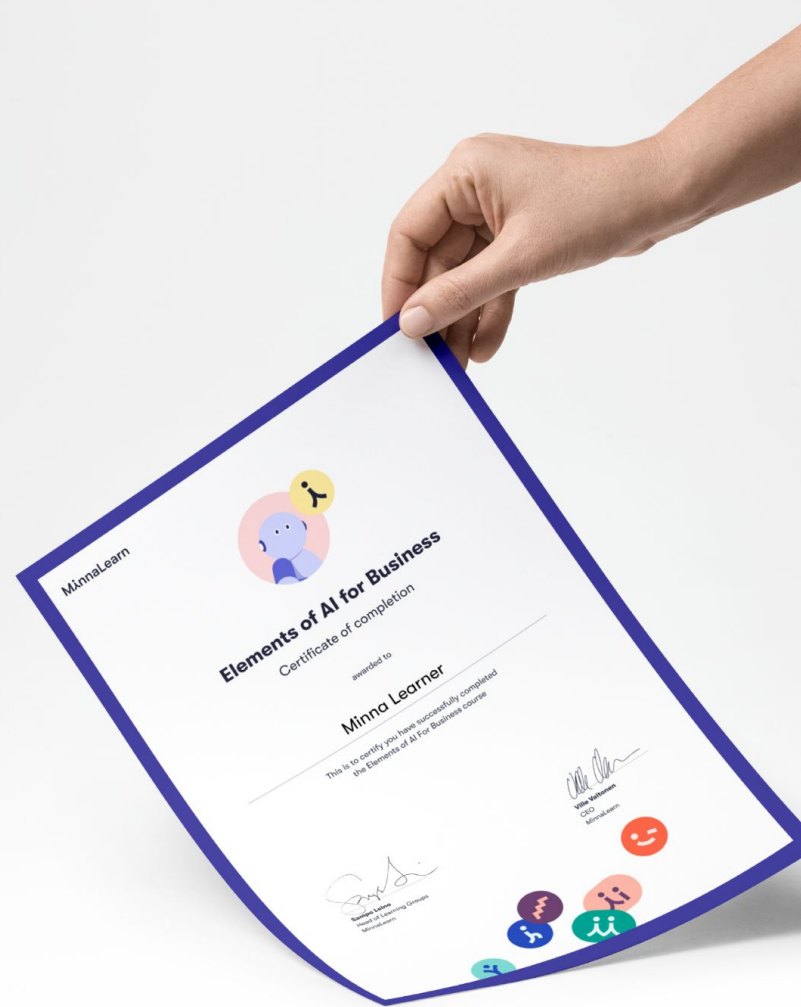 MinnaLearn
Elements of AI for Business
Certificate of completion
awarded to
Minna Learner
This is to certify you have successfully completed
the Elements of AI For Business course
Ville Valtonen
CEO
MinnaLearn
Sampo Leino
Head of Learning Groups
MinnaLearn